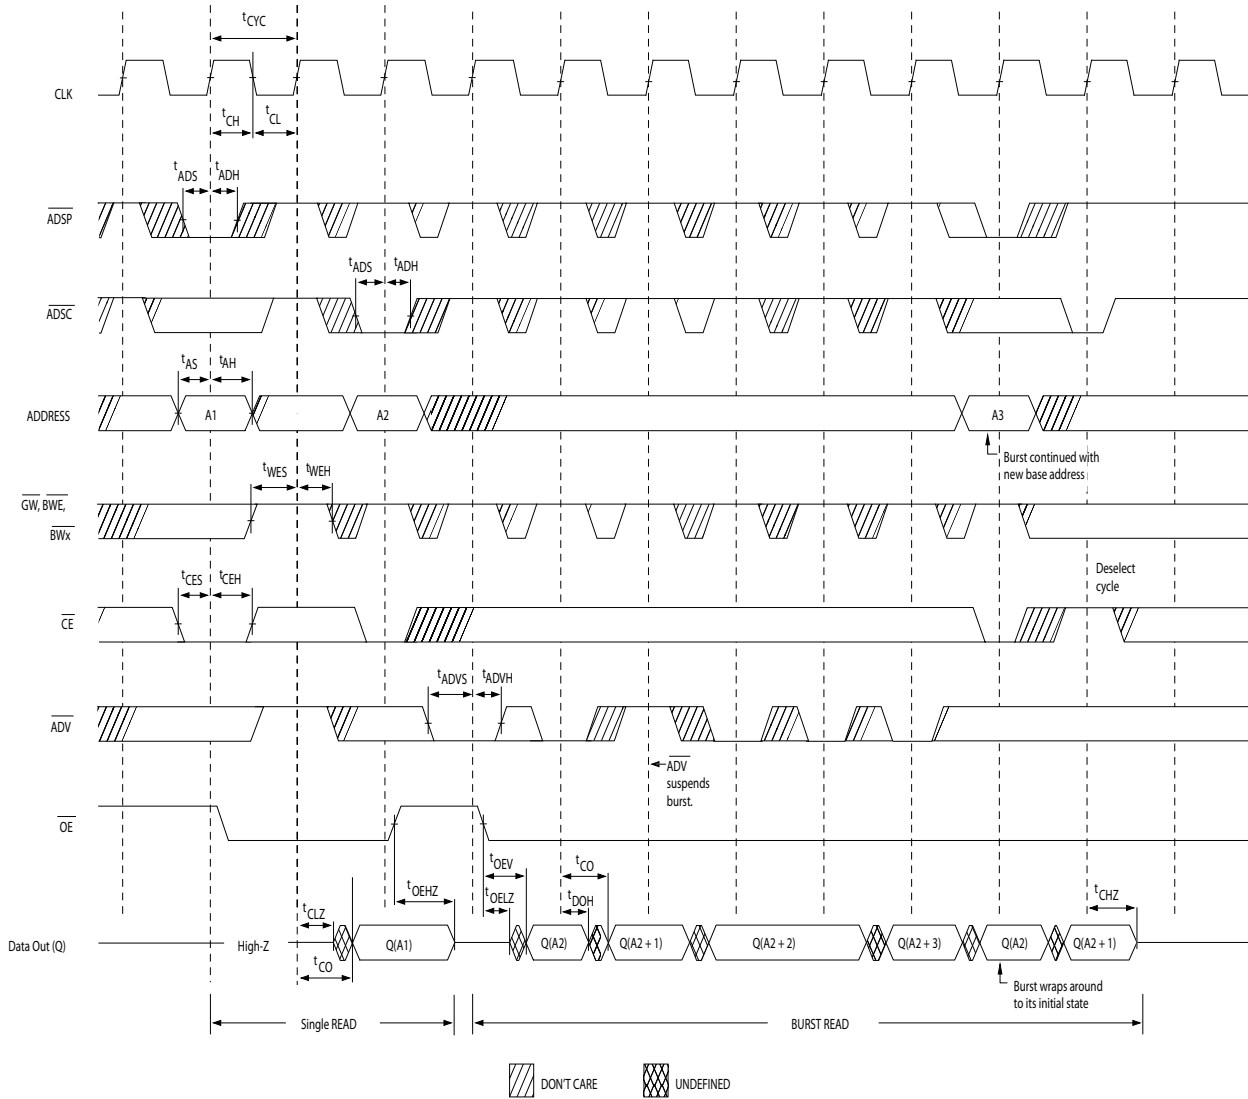 tCYC
CLK
tCH
tCL
tADS
tADH
ADSP
tADS
tADH
ADSC
tAS
tAH
ADDRESS
A1
A2
A3
Burst continued with
new base address
tWES
tWEH
GW, BWE,
BWx
tCES
tCEH
Deselect
cycle
CE
tADVS
tADVH
ADV
ADV
suspends
burst.
OE
tOEV
tCO
tOEHZ
tOELZ
tDOH
tCHZ
tCLZ
Data Out (Q)
High-Z
Q(A1)
Q(A2)
Q(A2 + 1)
Q(A2 + 2)
Q(A2 + 3)
Q(A2)
Q(A2 + 1)
tCO
Burst wraps around
to its initial state
Single READ
BURST READ
DON'T CARE
UNDEFINED